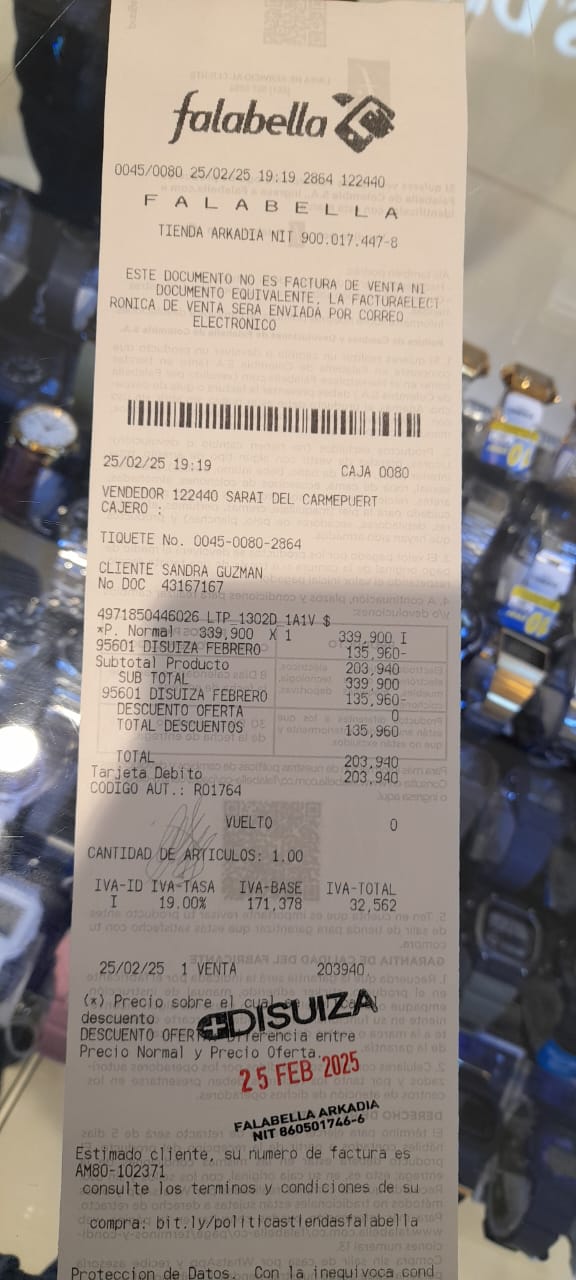 falabella
0045/0080 25/02/25 19:19 2864 122440
F A L A B E L L A
TIENDA ARKADIA NIT 900.017.447-8
ESTE DOCUMENTO NO ES FACTURA DE VENTA NI
DOCUMENTO EQUIVALENTE, LA FACTURAELECT
RONICA DE VENTA SERA ENVIADA POR CORREO
ELECTRONICO
25/02/25 19:19 CAJA 0080
VENDEDOR 122440 SARAI DEL CARMEPUERT
CAJERO :
TIQUETE No. 0045-0080-2864
CLIENTE SANDRA GUZMAN
No DOC 43167167
4971850446026 LTP_1302D_1A1V $
*P. Normal 339,900 X 1 339,900 I
95601 DISUIZA FEBRERO 135,960-
Subtotal Producto 203,940
SUB TOTAL 339,900
95601 DISUIZA FEBRERO 135,960-
DESCUENTO OFERTA 0
TOTAL DESCUENTOS 135,960
TOTAL 203,940
Tarjeta Debito 203,940
CODIGO AUT.: R01764
VUELTO 0
CANTIDAD DE ARTICULOS: 1.00
IVA-ID IVA-TASA IVA-BASE IVA-TOTAL
I 19.00% 171,378 32,562
25/02/25 1 VENTA 203940
(*) Precio sobre el cual se
descuento
DISUIZA
DESCUENTO OFERTA Diferencia entre
Precio Normal y Precio Oferta.
25 FEB 2025
FALABELLA ARKADIA
NIT 860501746-6
Estimado cliente, su numero de factura es
AM80-102371
consulte los terminos y condiciones de su
compra: bit.ly/politicastiendasfalabella
Proteccion de Datos. Con la inequivoca cond